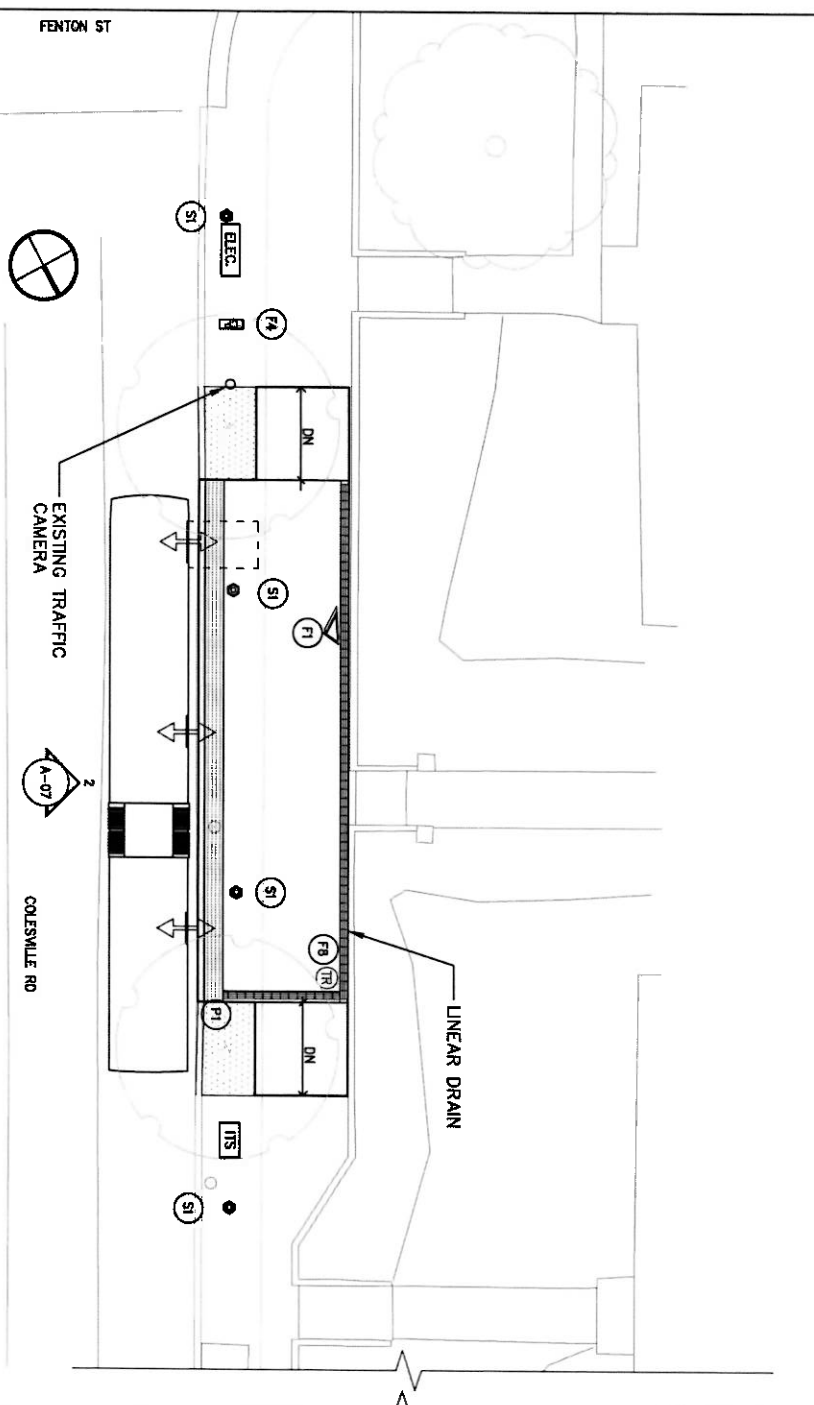 FENTON ST
S1
ELEC.
F4
DN
EXISTING TRAFFIC
CAMERA
S1
F1
2
A-07
S1
COLESVILLE RD
F8
TR
LINEAR DRAIN
P1
DN
ITS
S1